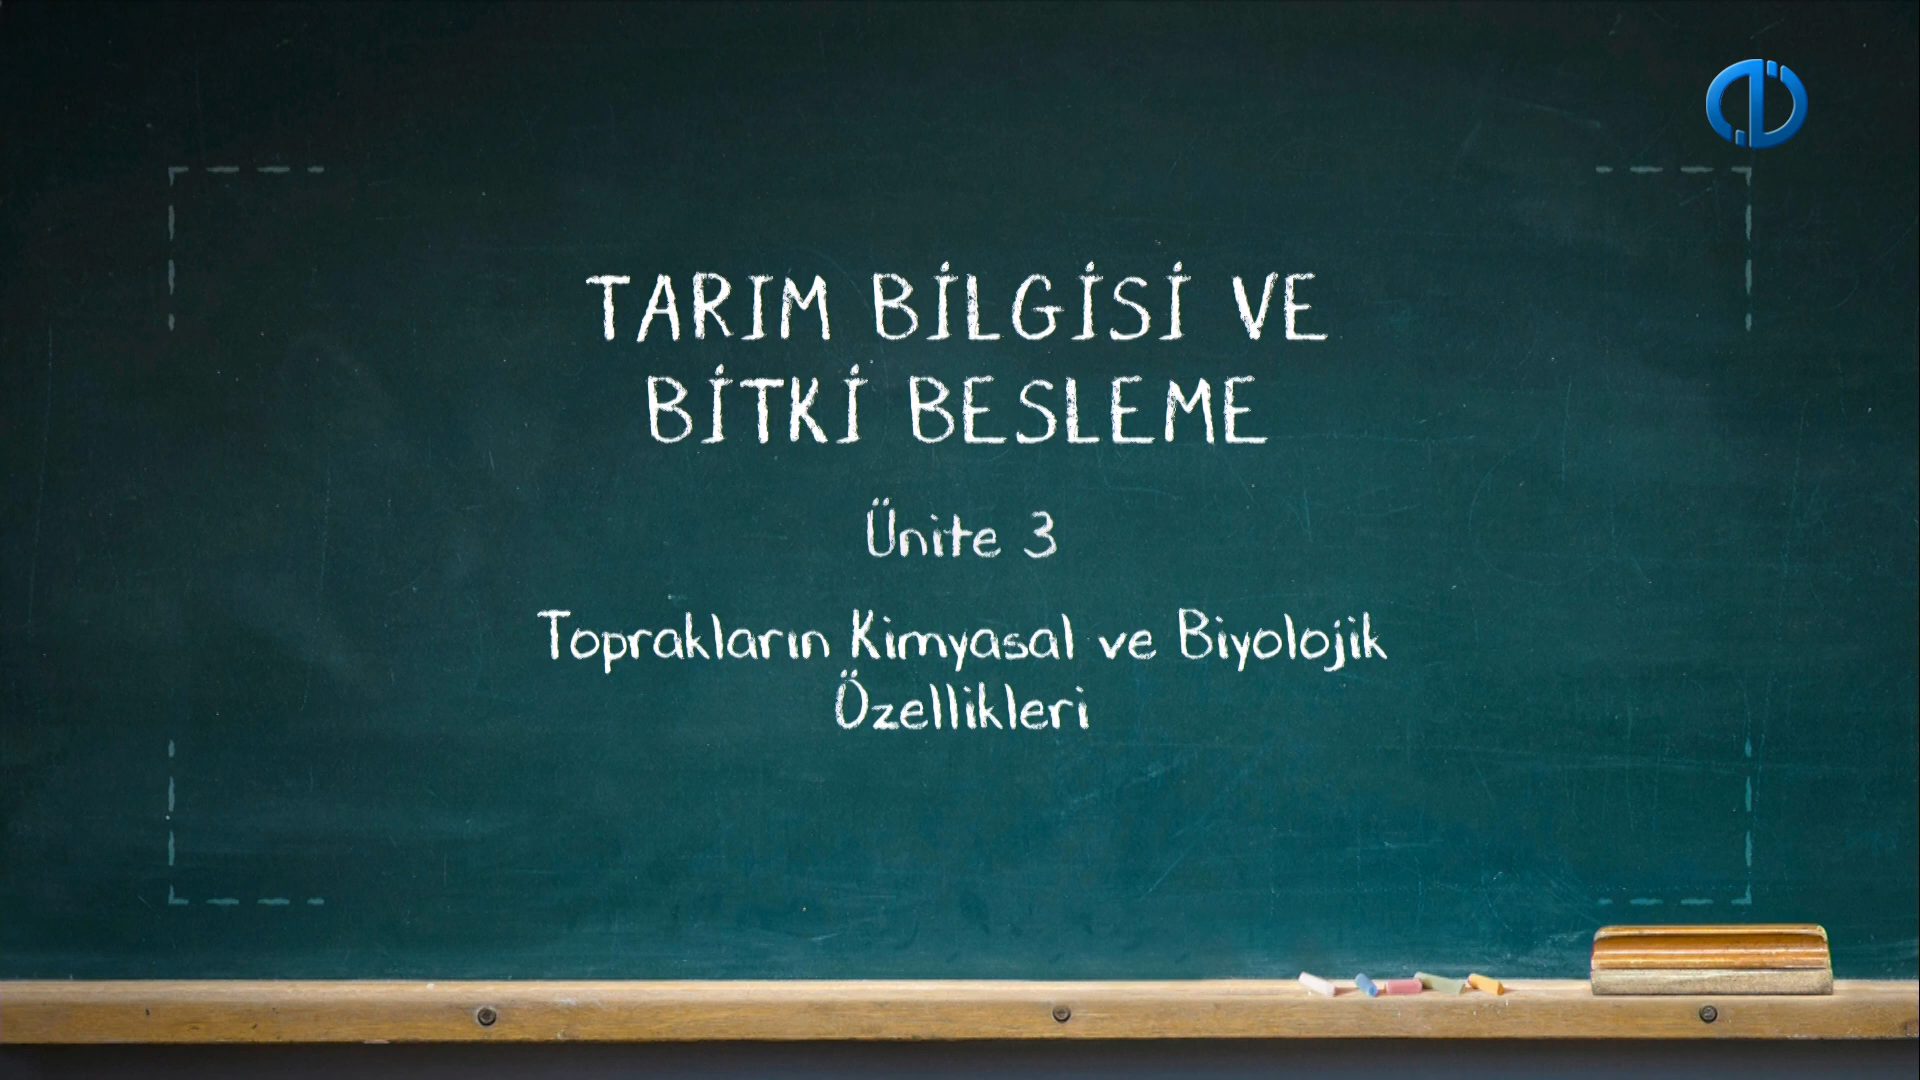 TARIM BİLGİSİ VE
BİTKİ BESLEME
Ünite 3
Toprakların Kimyasal ve Biyolojik
Özellikleri